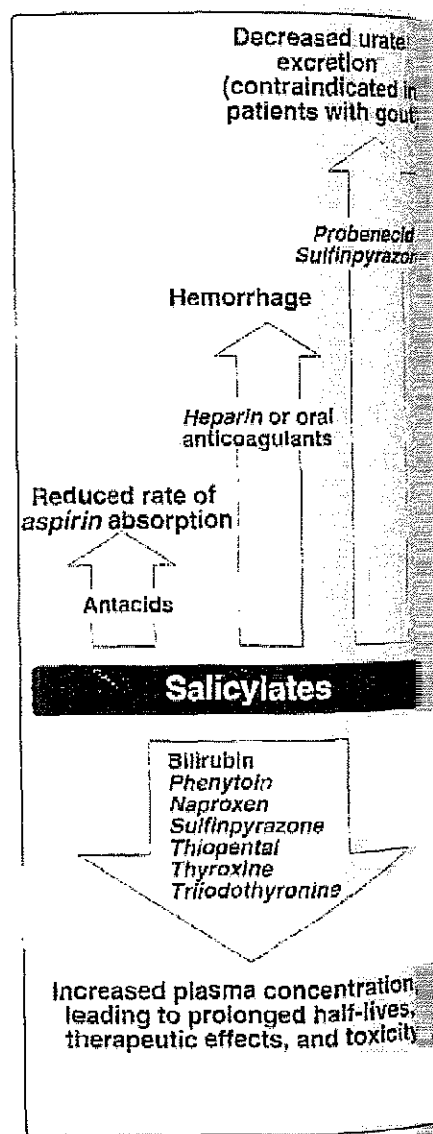 Decreased urate
excretion
(contraindicated in
patients with gout
Probenecid
Sulfinpyrazon
Hemorrhage
Heparin or oral
anticoagulants
Reduced rate of
aspirin absorption
Antacids
Salicylates
Bilirubin
Phenytoin
Naproxen
Sulfinpyrazone
Thiopental
Thyroxine
Triiodothyronine
Increased plasma concentration,
leading to prolonged half-lives,
therapeutic effects, and toxicity